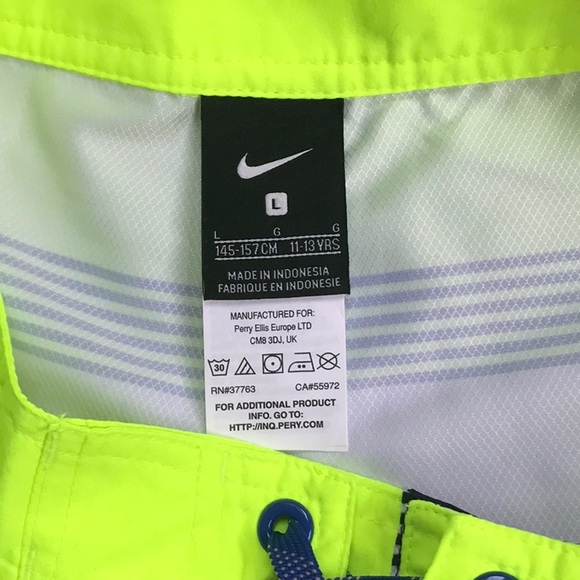 L
L G G
145-157CM 11-13YRS
MADE IN INDONESIA
FABRIQUE EN INDONESIE
MANUFACTURED FOR:
Perry Ellis Europe LTD
CM8 3DJ, UK
30
RN#37763 CA#55972
FOR ADDITIONAL PRODUCT
INFO. GO TO:
HTTP://INQ.PERY.COM